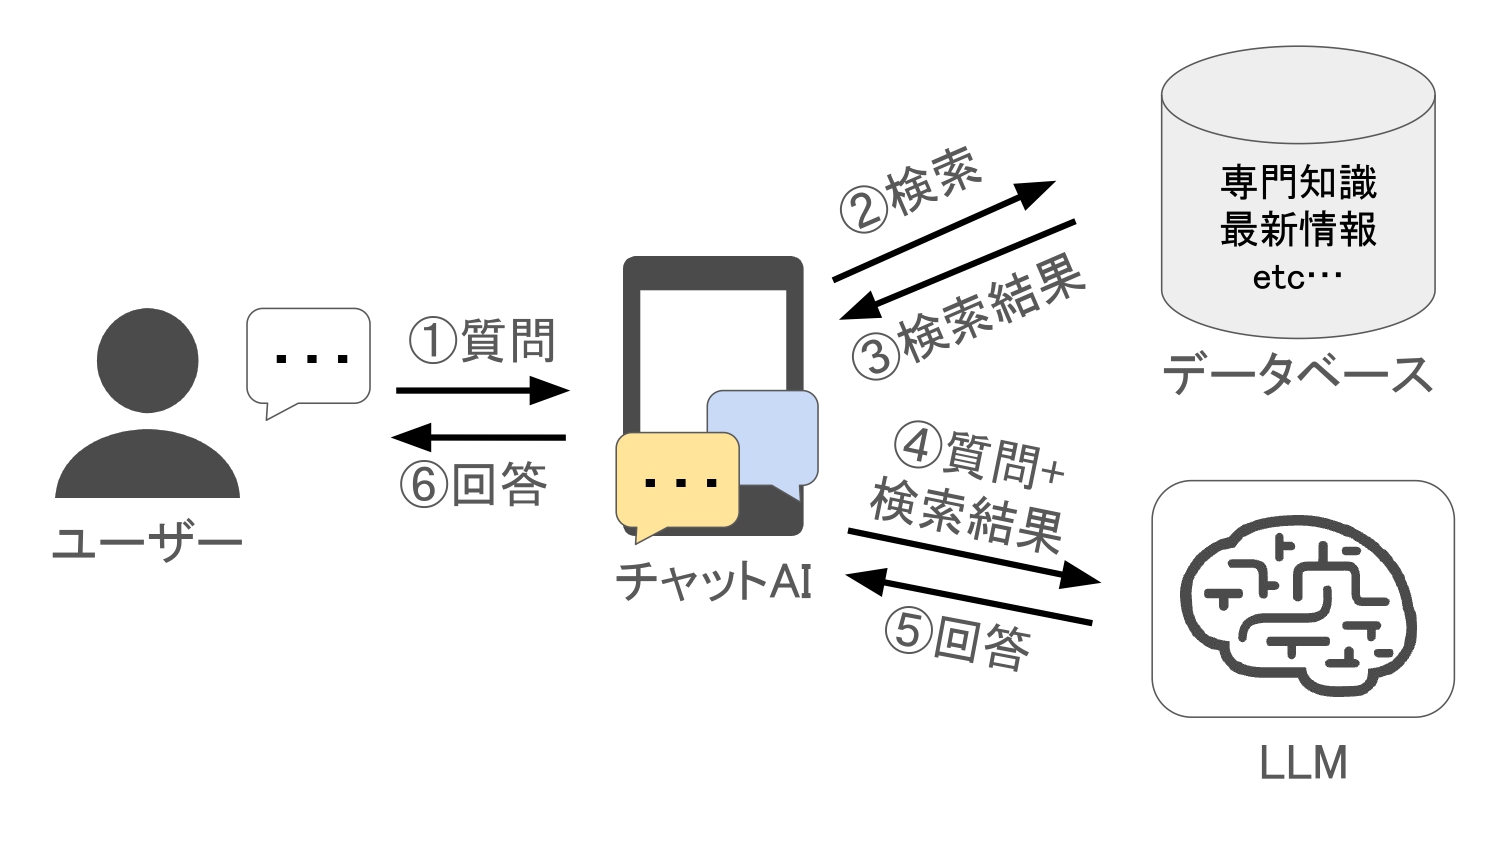 ①質問
⑥回答
ユーザー
チャットAI
②検索
③検索結果
専門知識
最新情報
etc…
データベース
④質問+
検索結果
⑤回答
LLM